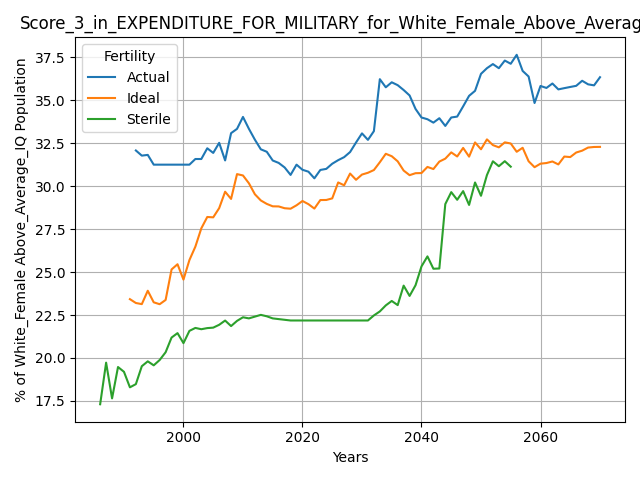 Score_3_in_EXPENDITURE_FOR_MILITARY_for_White_Female_Above_Averag
Fertility
Actual
Ideal
Sterile
% of White_Female Above_Average_IQ Population
37.5
35.0
32.5
30.0
27.5
25.0
22.5
20.0
17.5
2000
2020
2040
2060
Years